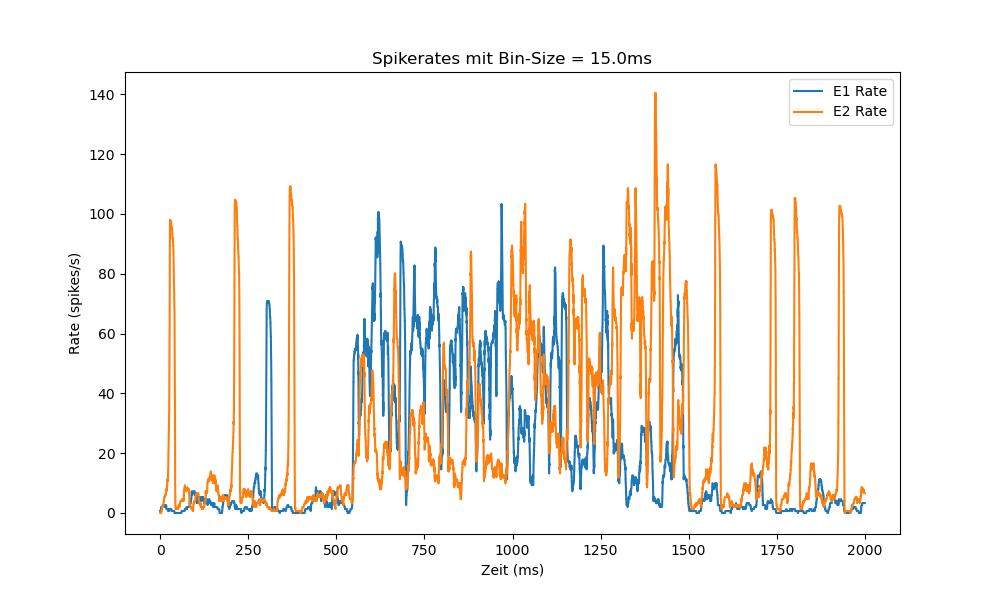 Spikerates mit Bin-Size = 15.0ms
E1 Rate
E2 Rate
140
120
100
80
60
40
20
0
Rate (spikes/s)
0 250 500 750 1000 1250 1500 1750 2000
Zeit (ms)